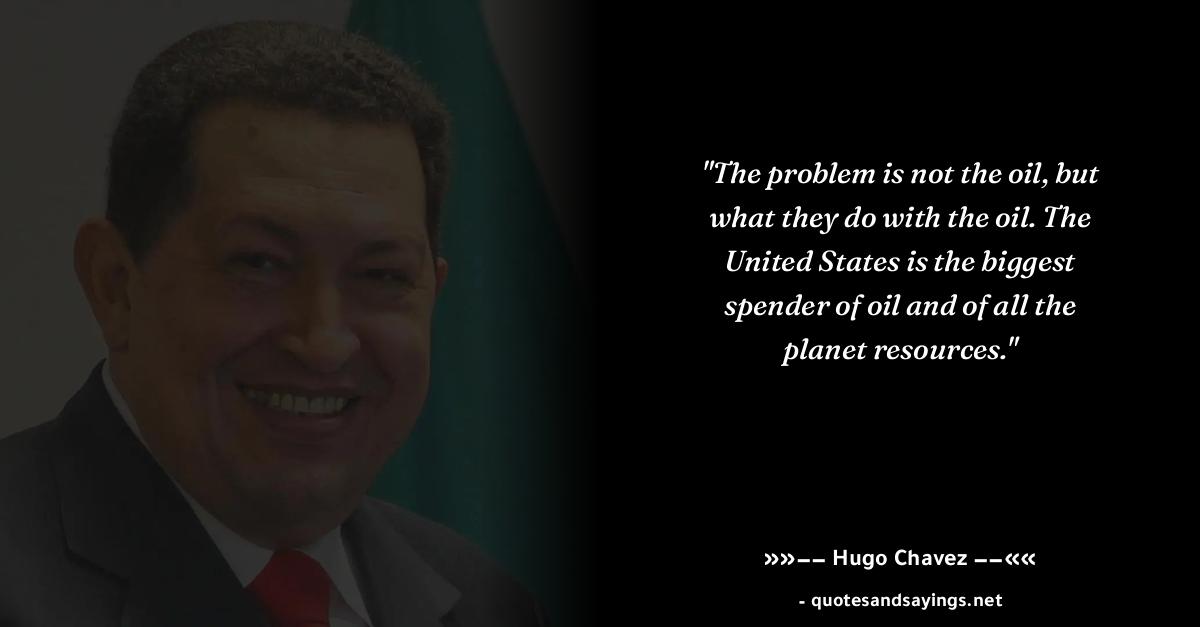 "The problem is not the oil, but
what they do with the oil. The
United States is the biggest
spender of oil and of all the
planet resources."
»»−− Hugo Chavez −−««
- quotesandsayings.net